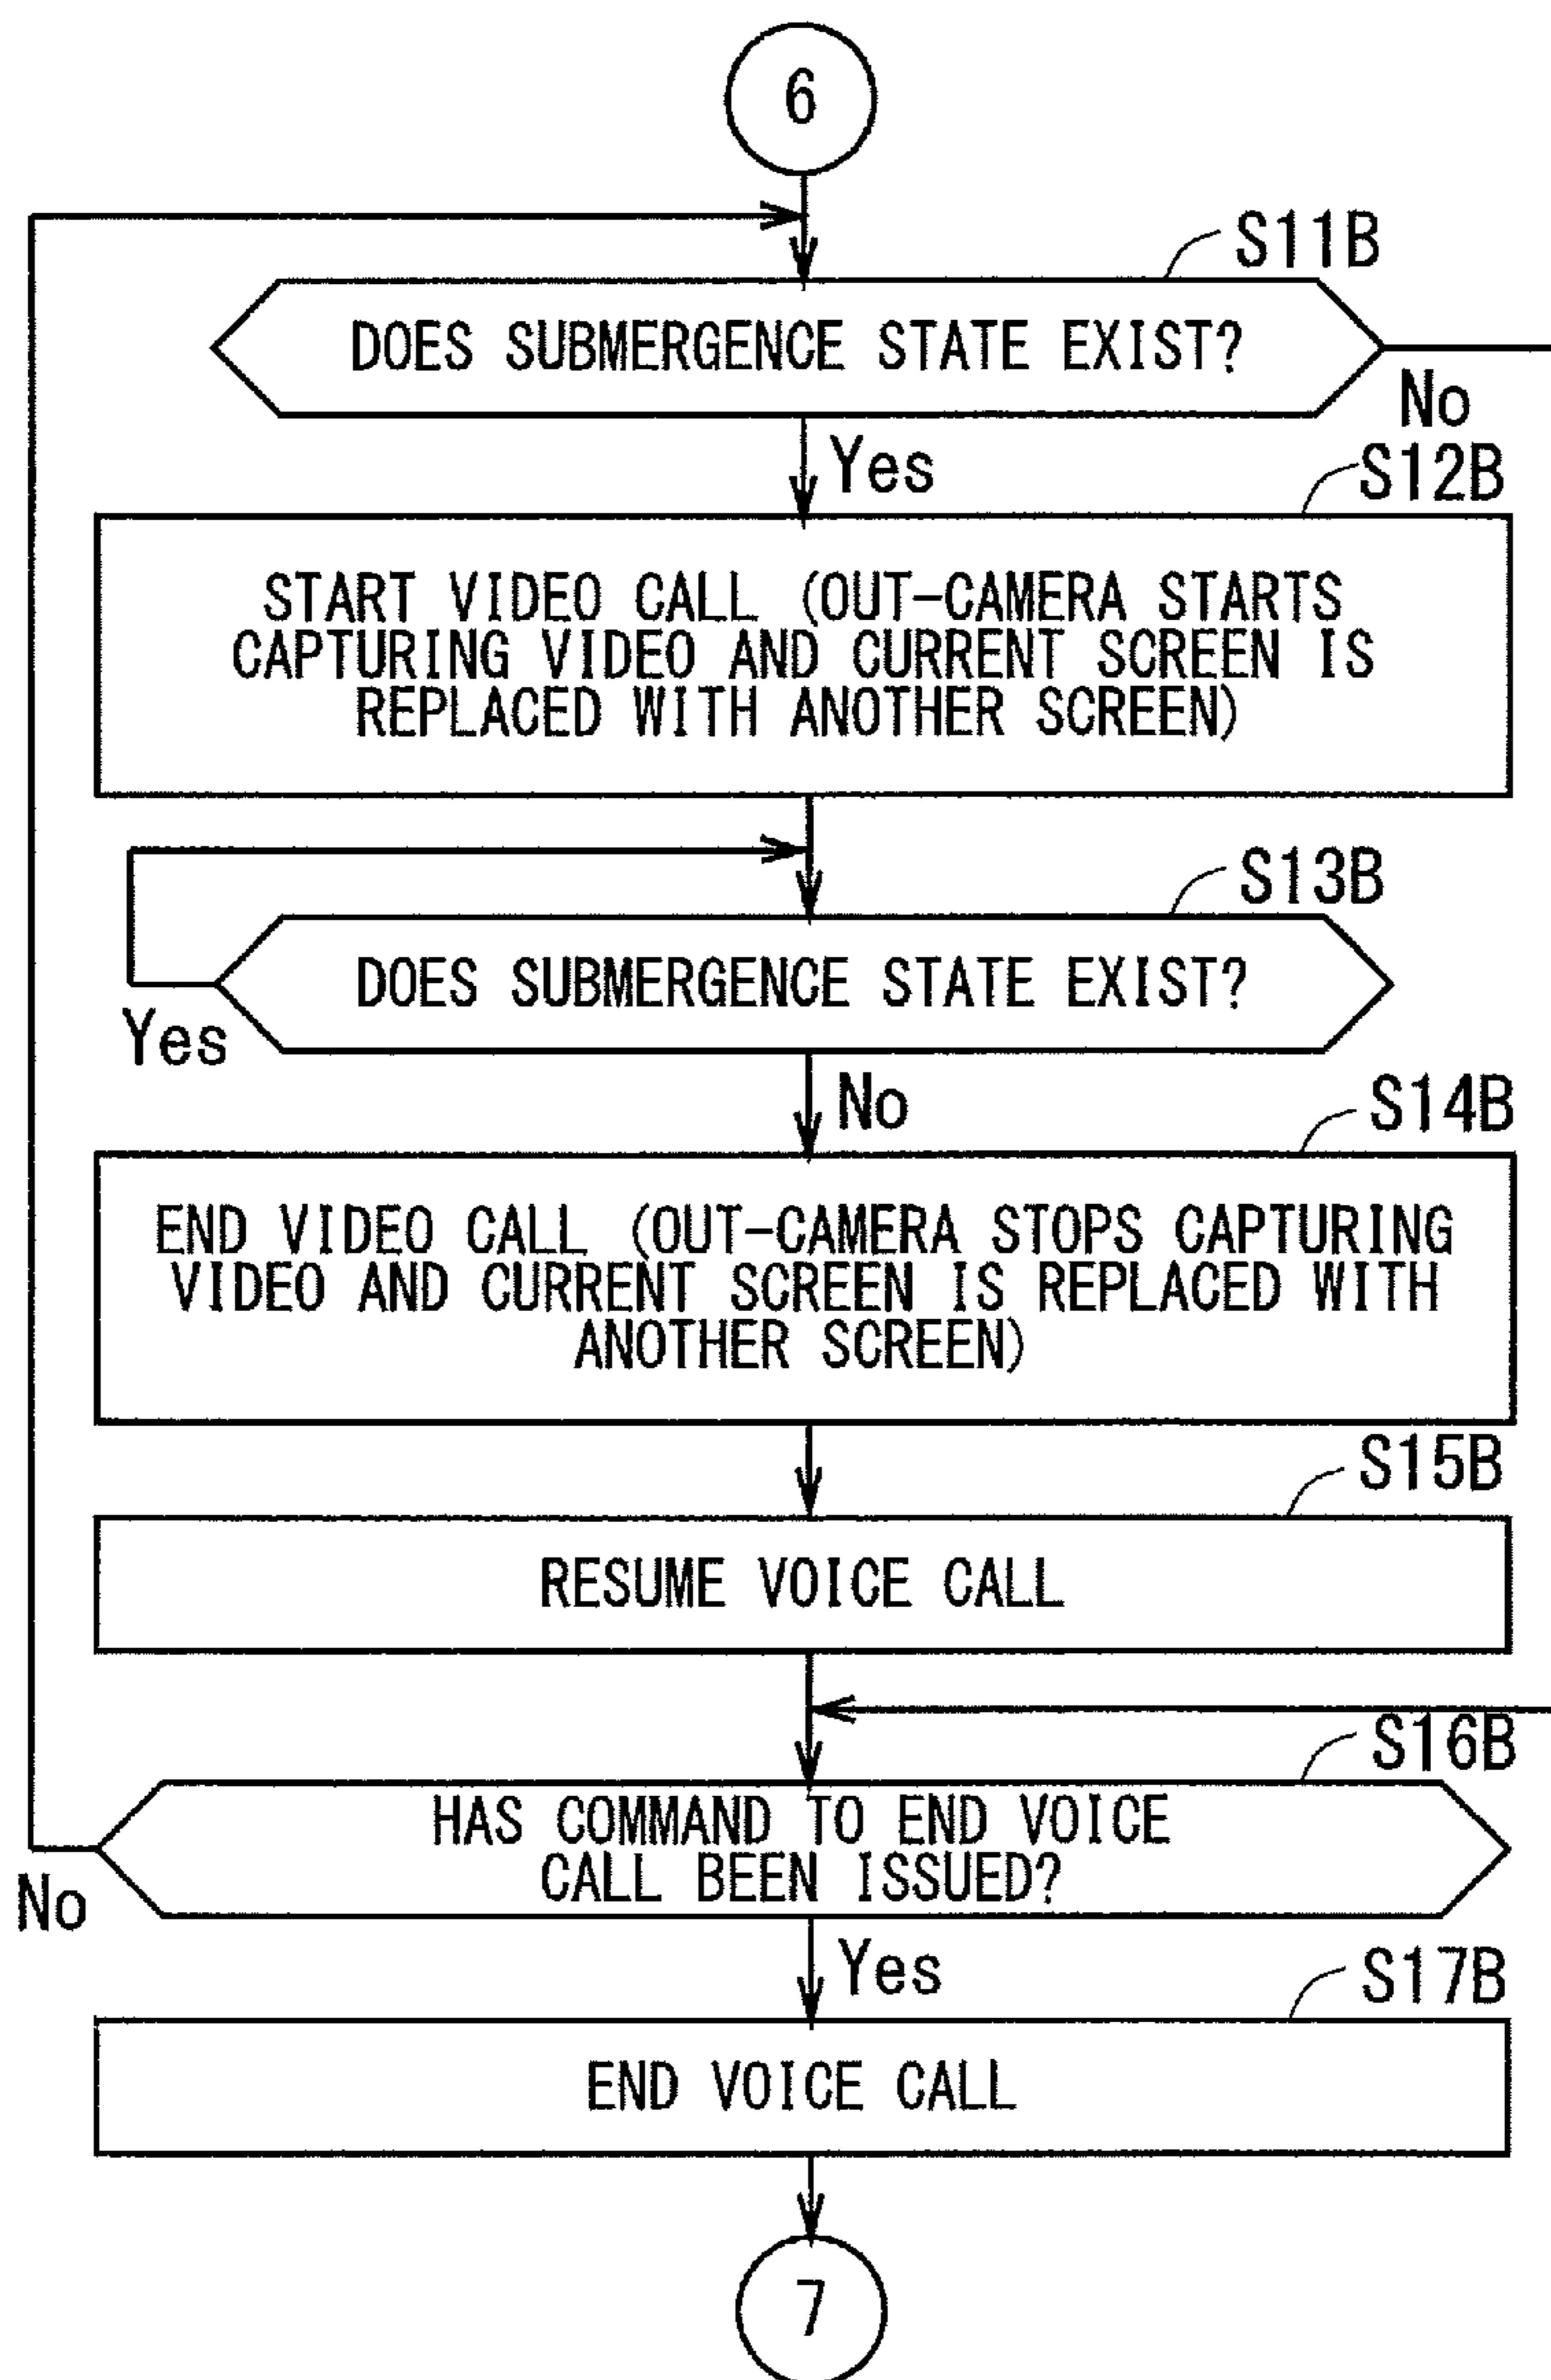 6
S11B
DOES SUBMERGENCE STATE EXIST?
No
Yes
S12B
START VIDEO CALL (OUT-CAMERA STARTS
CAPTURING VIDEO AND CURRENT SCREEN IS
REPLACED WITH ANOTHER SCREEN)
S13B
DOES SUBMERGENCE STATE EXIST?
Yes
No
S14B
END VIDEO CALL (OUT-CAMERA STOPS CAPTURING
VIDEO AND CURRENT SCREEN IS REPLACED WITH
ANOTHER SCREEN)
S15B
RESUME VOICE CALL
S16B
HAS COMMAND TO END VOICE
CALL BEEN ISSUED?
No
Yes
S17B
END VOICE CALL
7